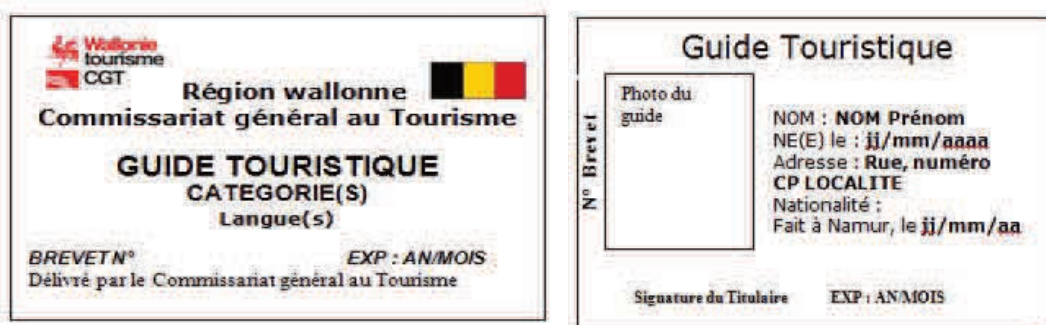 Wallonie
tourisme
CGT
Région wallonne
Commissariat général au Tourisme
GUIDE TOURISTIQUE
CATEGORIE(S)
Langue(s)
BREVET N° EXP : AN/MOIS
Délivré par le Commissariat général au Tourisme
Guide Touristique
N° Brevet
Photo du
guide
NOM : NOM Prénom
NE(E) le : jj/mm/aaaa
Adresse : Rue, numéro
CP LOCALITE
Nationalité :
Fait à Namur, le jj/mm/aa
Signature du Titulaire EXP : AN/MOIS